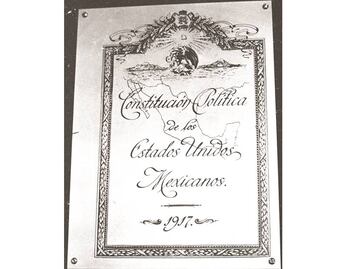 Constitución Política
de los
Estados Unidos
Mexicanos.
1917.